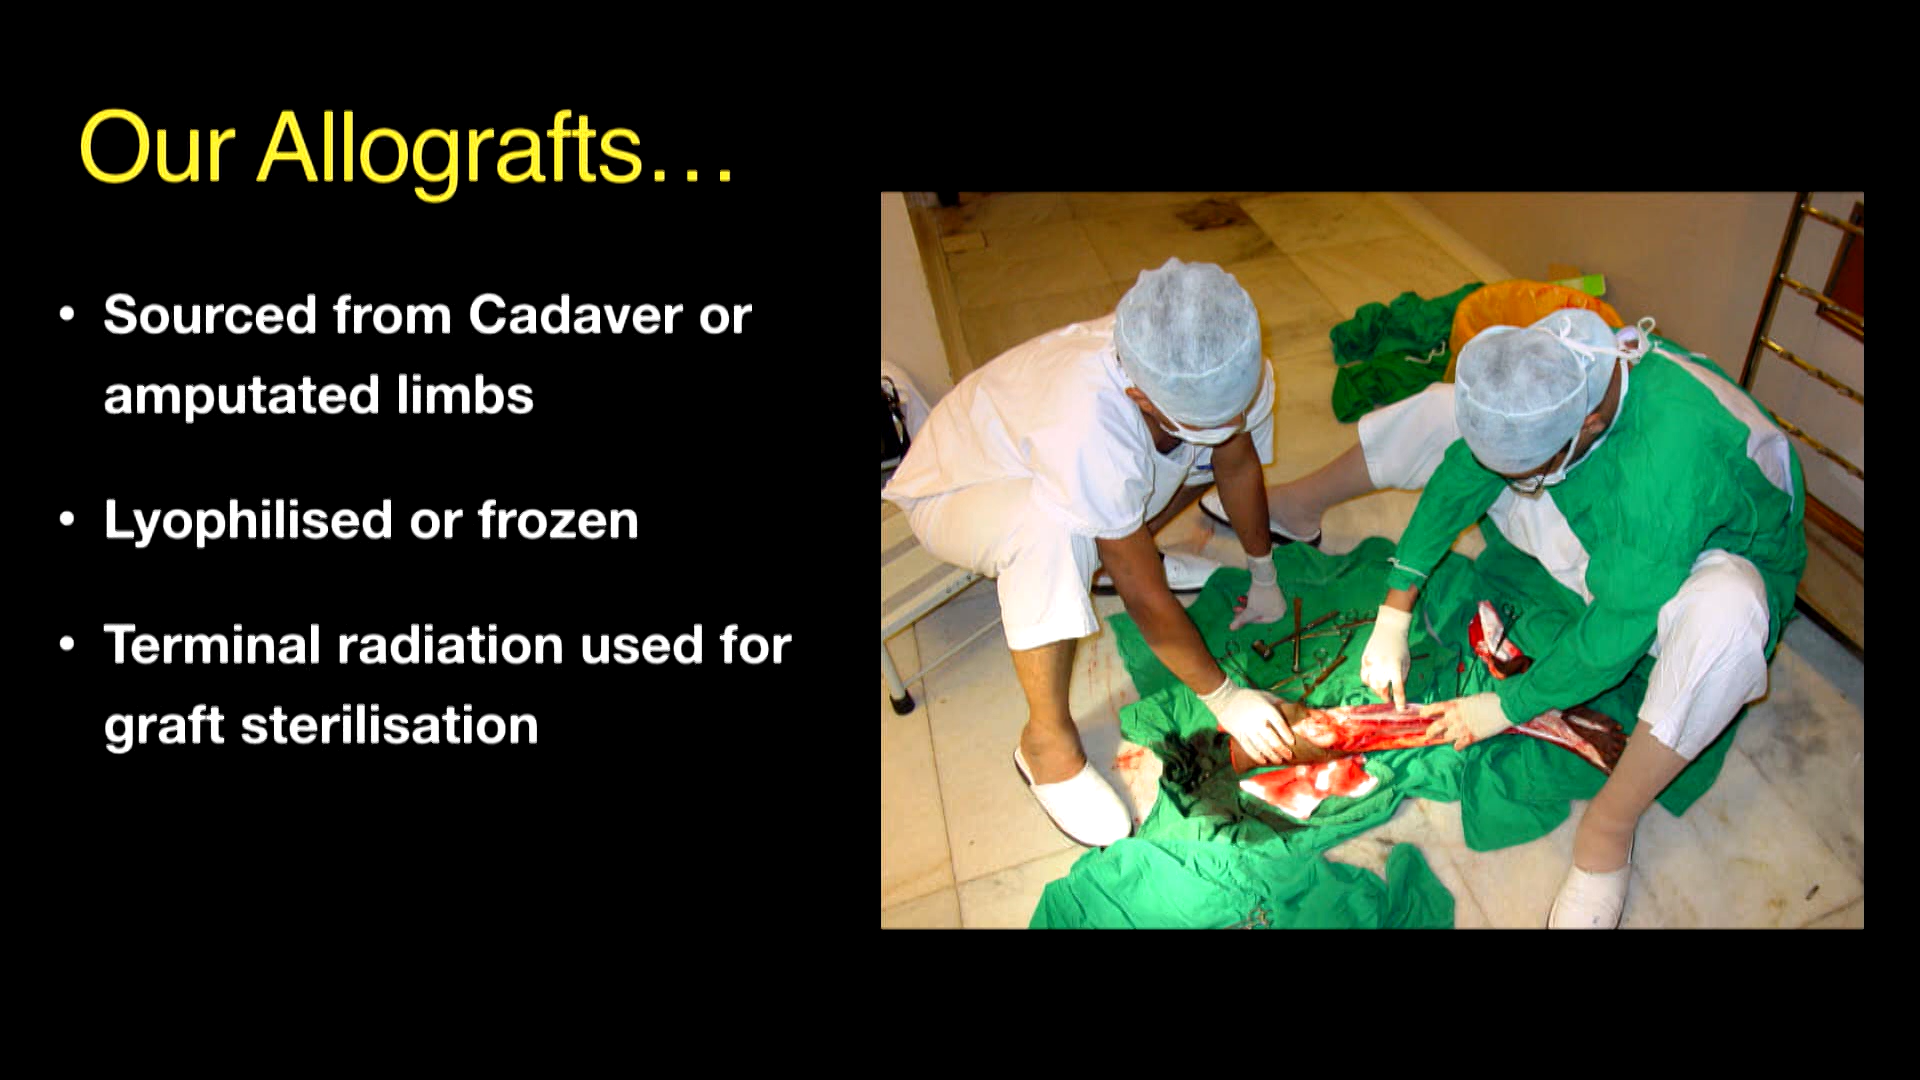 Our Allografts…
• Sourced from Cadaver or
amputated limbs
• Lyophilised or frozen
• Terminal radiation used for
graft sterilisation